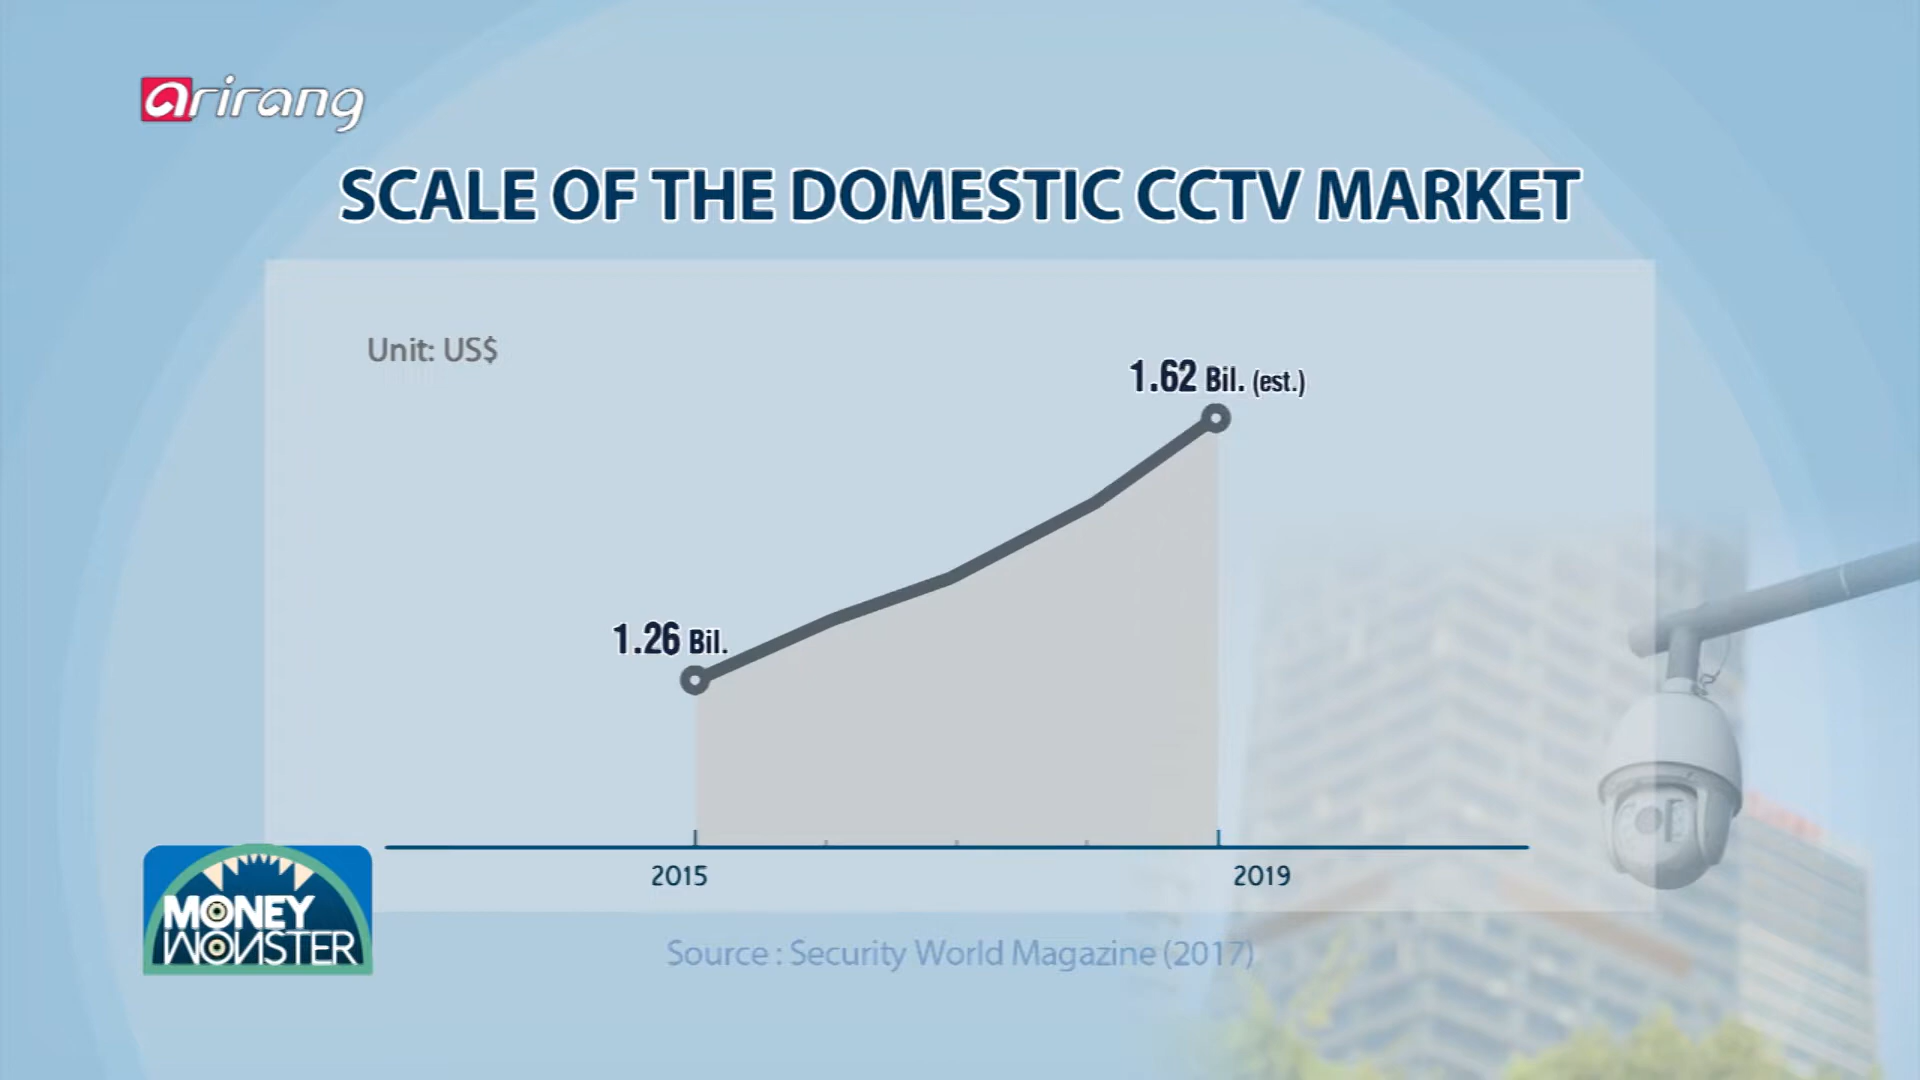 arirang
SCALE OF THE DOMESTIC CCTV MARKET
Unit: US$
1.62 Bil. (est.)
1.26 Bil.
2015
2019
MONEY
MONSTER
Source : Security World Magazine (2017)